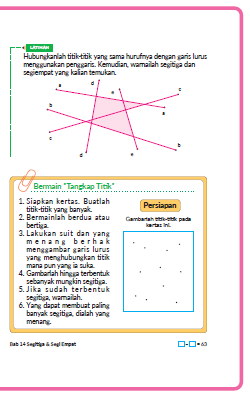 LATIHAN
Hubungkanlah titik-titik yang sama hurufnya dengan garis lurus
menggunakan penggaris. Kemudian, warnailah segitiga dan
segiempat yang kalian temukan.
a
d
e
c
b
a
c
b
d
e
Bermain "Tangkap Titik"
1. Siapkan kertas. Buatlah
titik-titik yang banyak.
2. Bermainlah berdua atau
bertiga.
3. Lakukan suit dan yang
menang berhak
menggambar garis lurus
yang menghubungkan titik
mana pun yang ia suka.
4. Gambarlah hingga terbentuk
sebanyak mungkin segitiga.
5. Jika sudah terbentuk
segitiga, warnailah.
6. Yang dapat membuat paling
banyak segitiga, dialah yang
menang.
Persiapan
Gambarlah titik-titik pada
kertas ini.
Bab 14 Segitiga & Segi Empat
- = 63